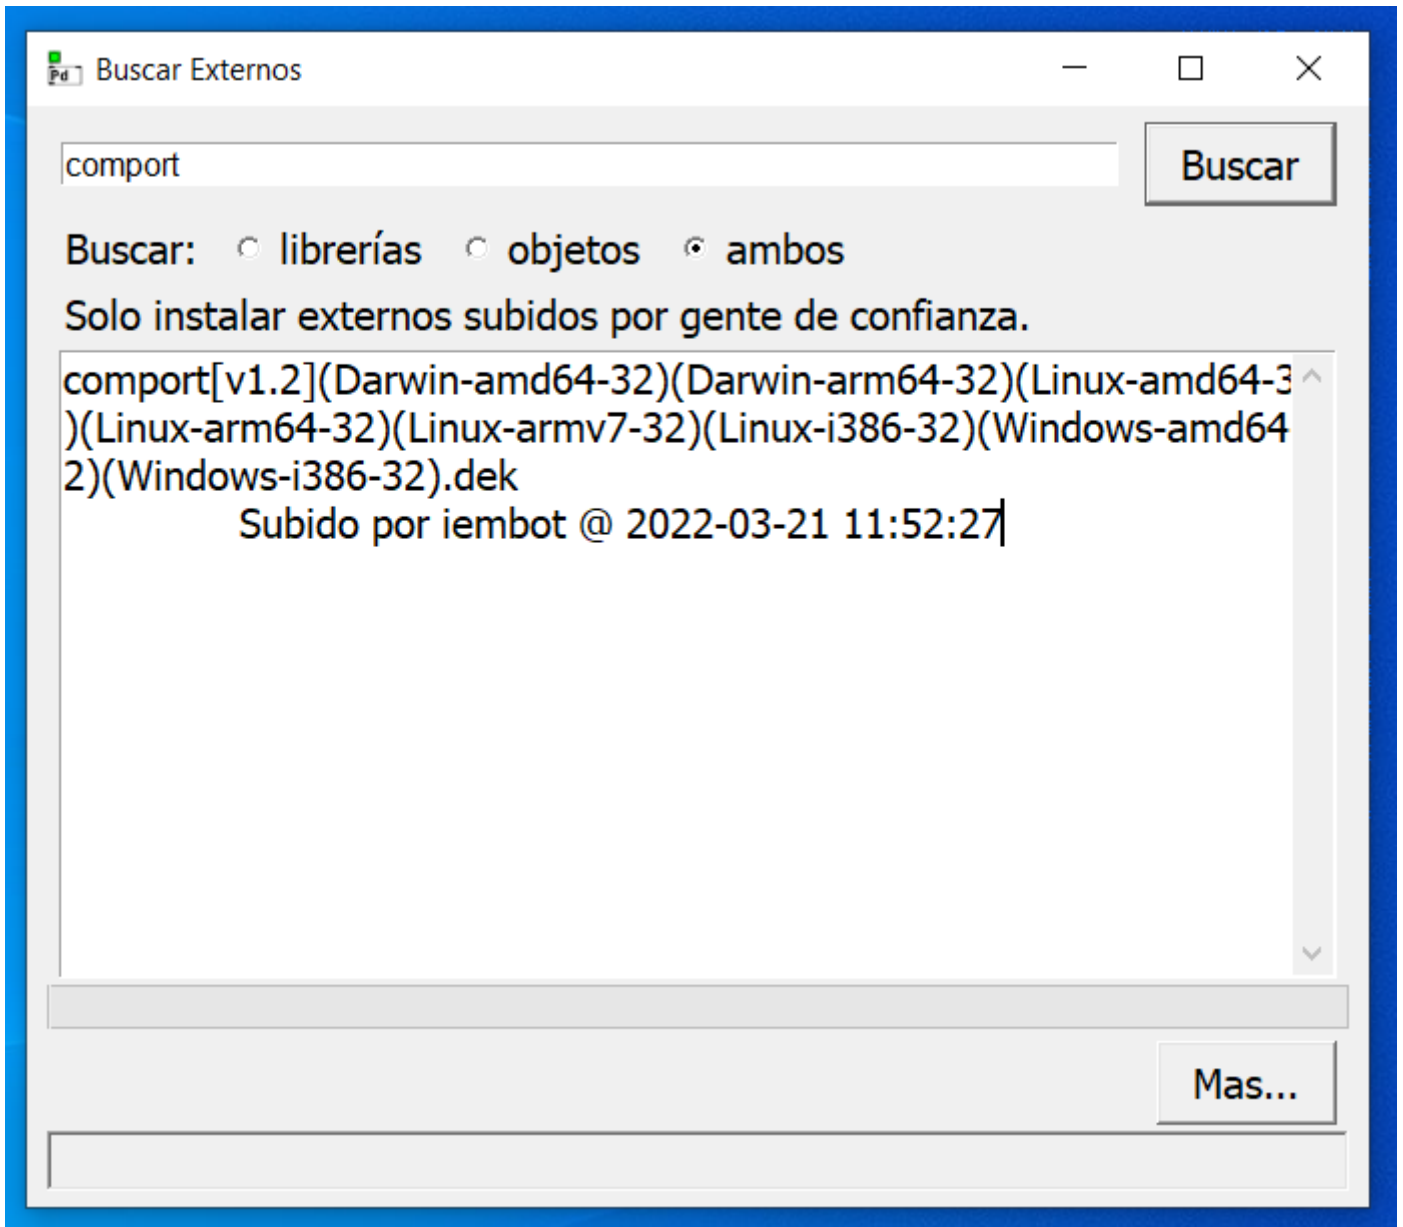 Pd Buscar Externos
comport
Buscar
Buscar: librerías objetos ambos
Solo instalar externos subidos por gente de confianza.
comport[v1.2](Darwin-amd64-32)(Darwin-arm64-32)(Linux-amd64-3
)(Linux-arm64-32)(Linux-armv7-32)(Linux-i386-32)(Windows-amd64
2)(Windows-i386-32).dek
Subido por iembot @ 2022-03-21 11:52:27
Mas...